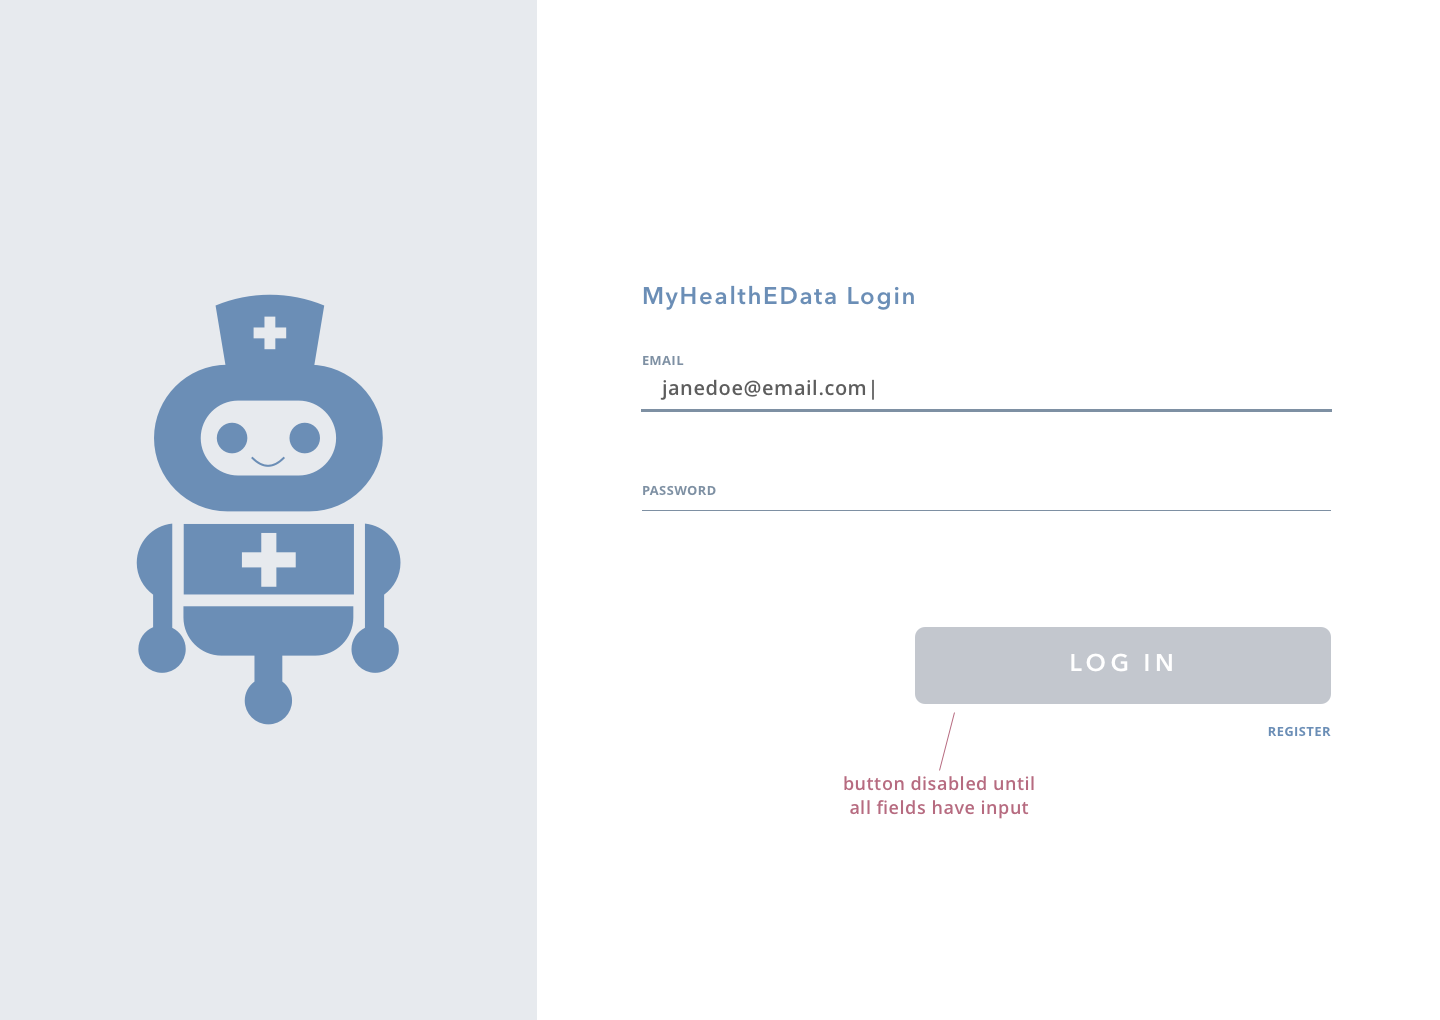 MyHealthEData Login
EMAIL
janedoe@email.com|
PASSWORD
LOG IN
REGISTER
button disabled until
all fields have input